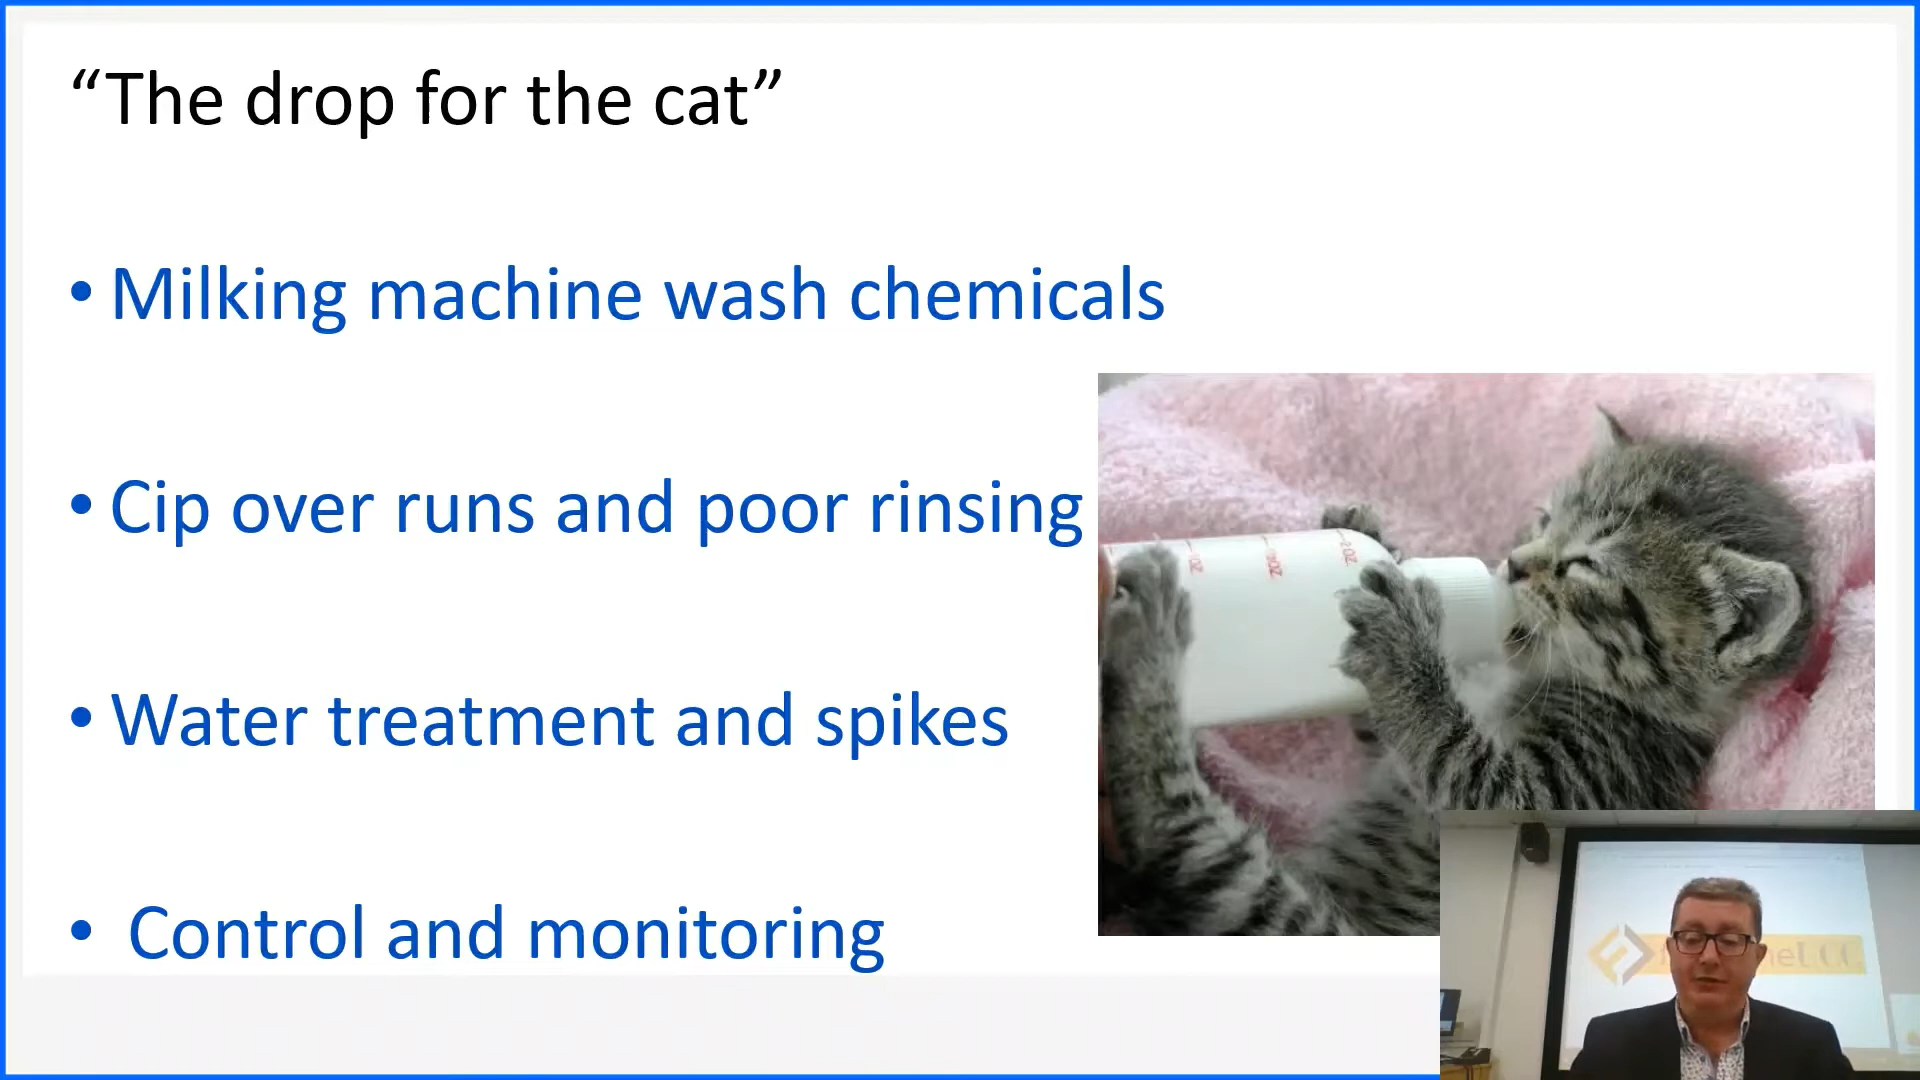 “The drop for the cat”
• Milking machine wash chemicals
• Cip over runs and poor rinsing
• Water treatment and spikes
• Control and monitoring